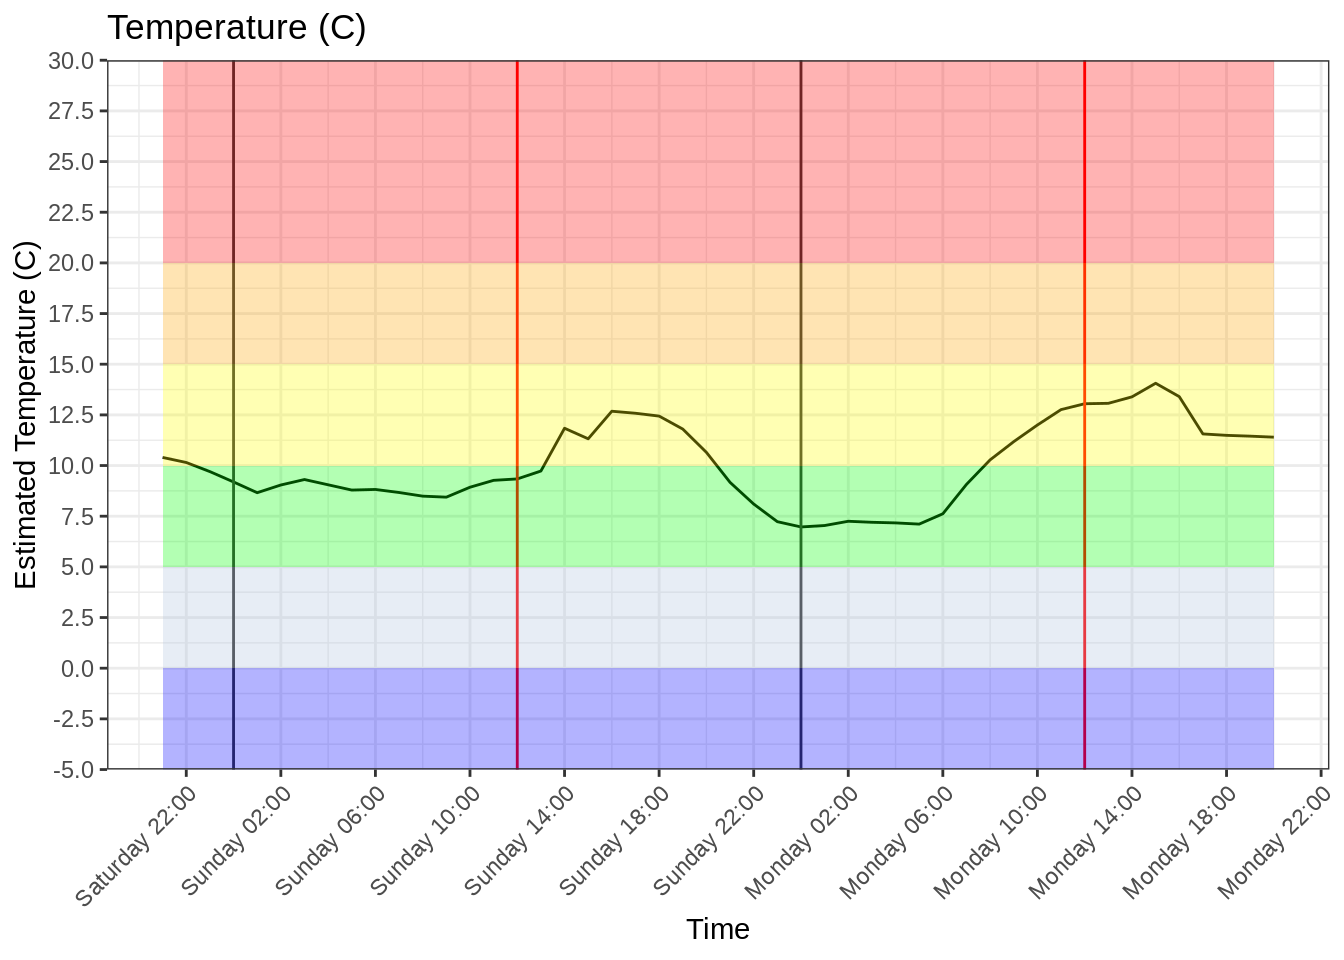 Temperature (C)
Estimated Temperature (C)
30.0
27.5
25.0
22.5
20.0
17.5
15.0
12.5
10.0
7.5
5.0
2.5
0.0
-2.5
-5.0
Saturday 22:00
Sunday 02:00
Sunday 06:00
Sunday 10:00
Sunday 14:00
Sunday 18:00
Sunday 22:00
Monday 02:00
Monday 06:00
Monday 10:00
Monday 14:00
Monday 18:00
Monday 22:00
Time